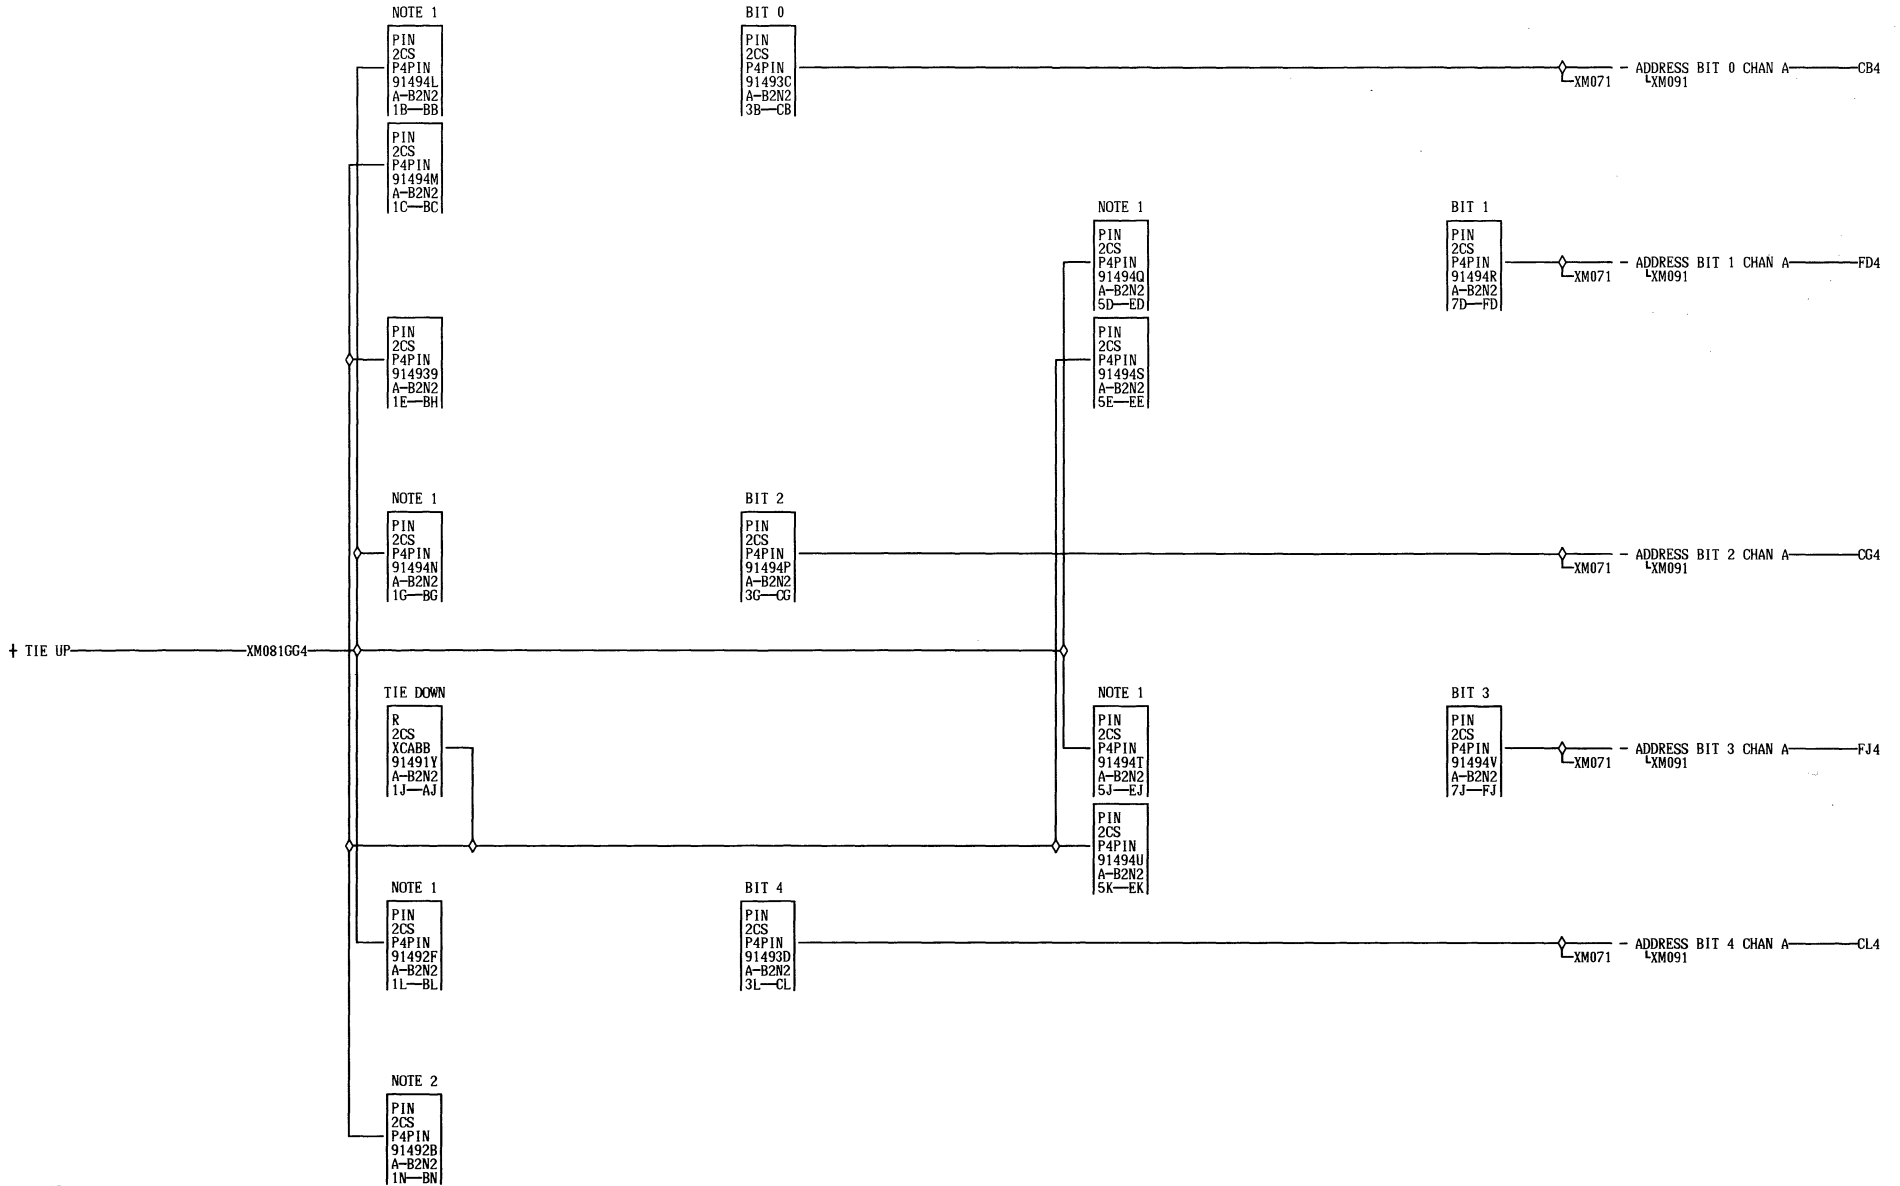 NOTE 1
PIN
2CS
P4PIN
91494L
A-B2N2
1B—BB
PIN
2CS
P4PIN
91494M
A-B2N2
1C—BC
PIN
2CS
P4PIN
914939
A-B2N2
1E—BH
NOTE 1
PIN
2CS
P4PIN
91494N
A-B2N2
1G—BG
+ TIE UP
XM081GG4
TIE DOWN
R
2CS
XCABB
91491Y
A-B2N2
1J—AJ
NOTE 1
PIN
2CS
P4PIN
91492F
A-B2N2
1L—BL
NOTE 2
PIN
2CS
P4PIN
91492B
A-B2N2
1N—BN
BIT 0
PIN
2CS
P4PIN
91493C
A-B2N2
3B—CB
BIT 2
PIN
2CS
P4PIN
91494P
A-B2N2
3G—CG
BIT 4
PIN
2CS
P4PIN
91493D
A-B2N2
3L—CL
NOTE 1
PIN
2CS
P4PIN
91494Q
A-B2N2
5D—ED
PIN
2CS
P4PIN
91494S
A-B2N2
5E—EE
NOTE 1
PIN
2CS
P4PIN
91494T
A-B2N2
5J—EJ
PIN
2CS
P4PIN
91494U
A-B2N2
5K—EK
BIT 1
PIN
2CS
P4PIN
91494R
A-B2N2
7D—FD
BIT 3
PIN
2CS
P4PIN
91494V
A-B2N2
7J—FJ
- ADDRESS BIT 0 CHAN A CB4
XM071 XM091
- ADDRESS BIT 1 CHAN A FD4
XM071 XM091
- ADDRESS BIT 2 CHAN A CG4
XM071 XM091
- ADDRESS BIT 3 CHAN A FJ4
XM071 XM091
- ADDRESS BIT 4 CHAN A CL4
XM071 XM091